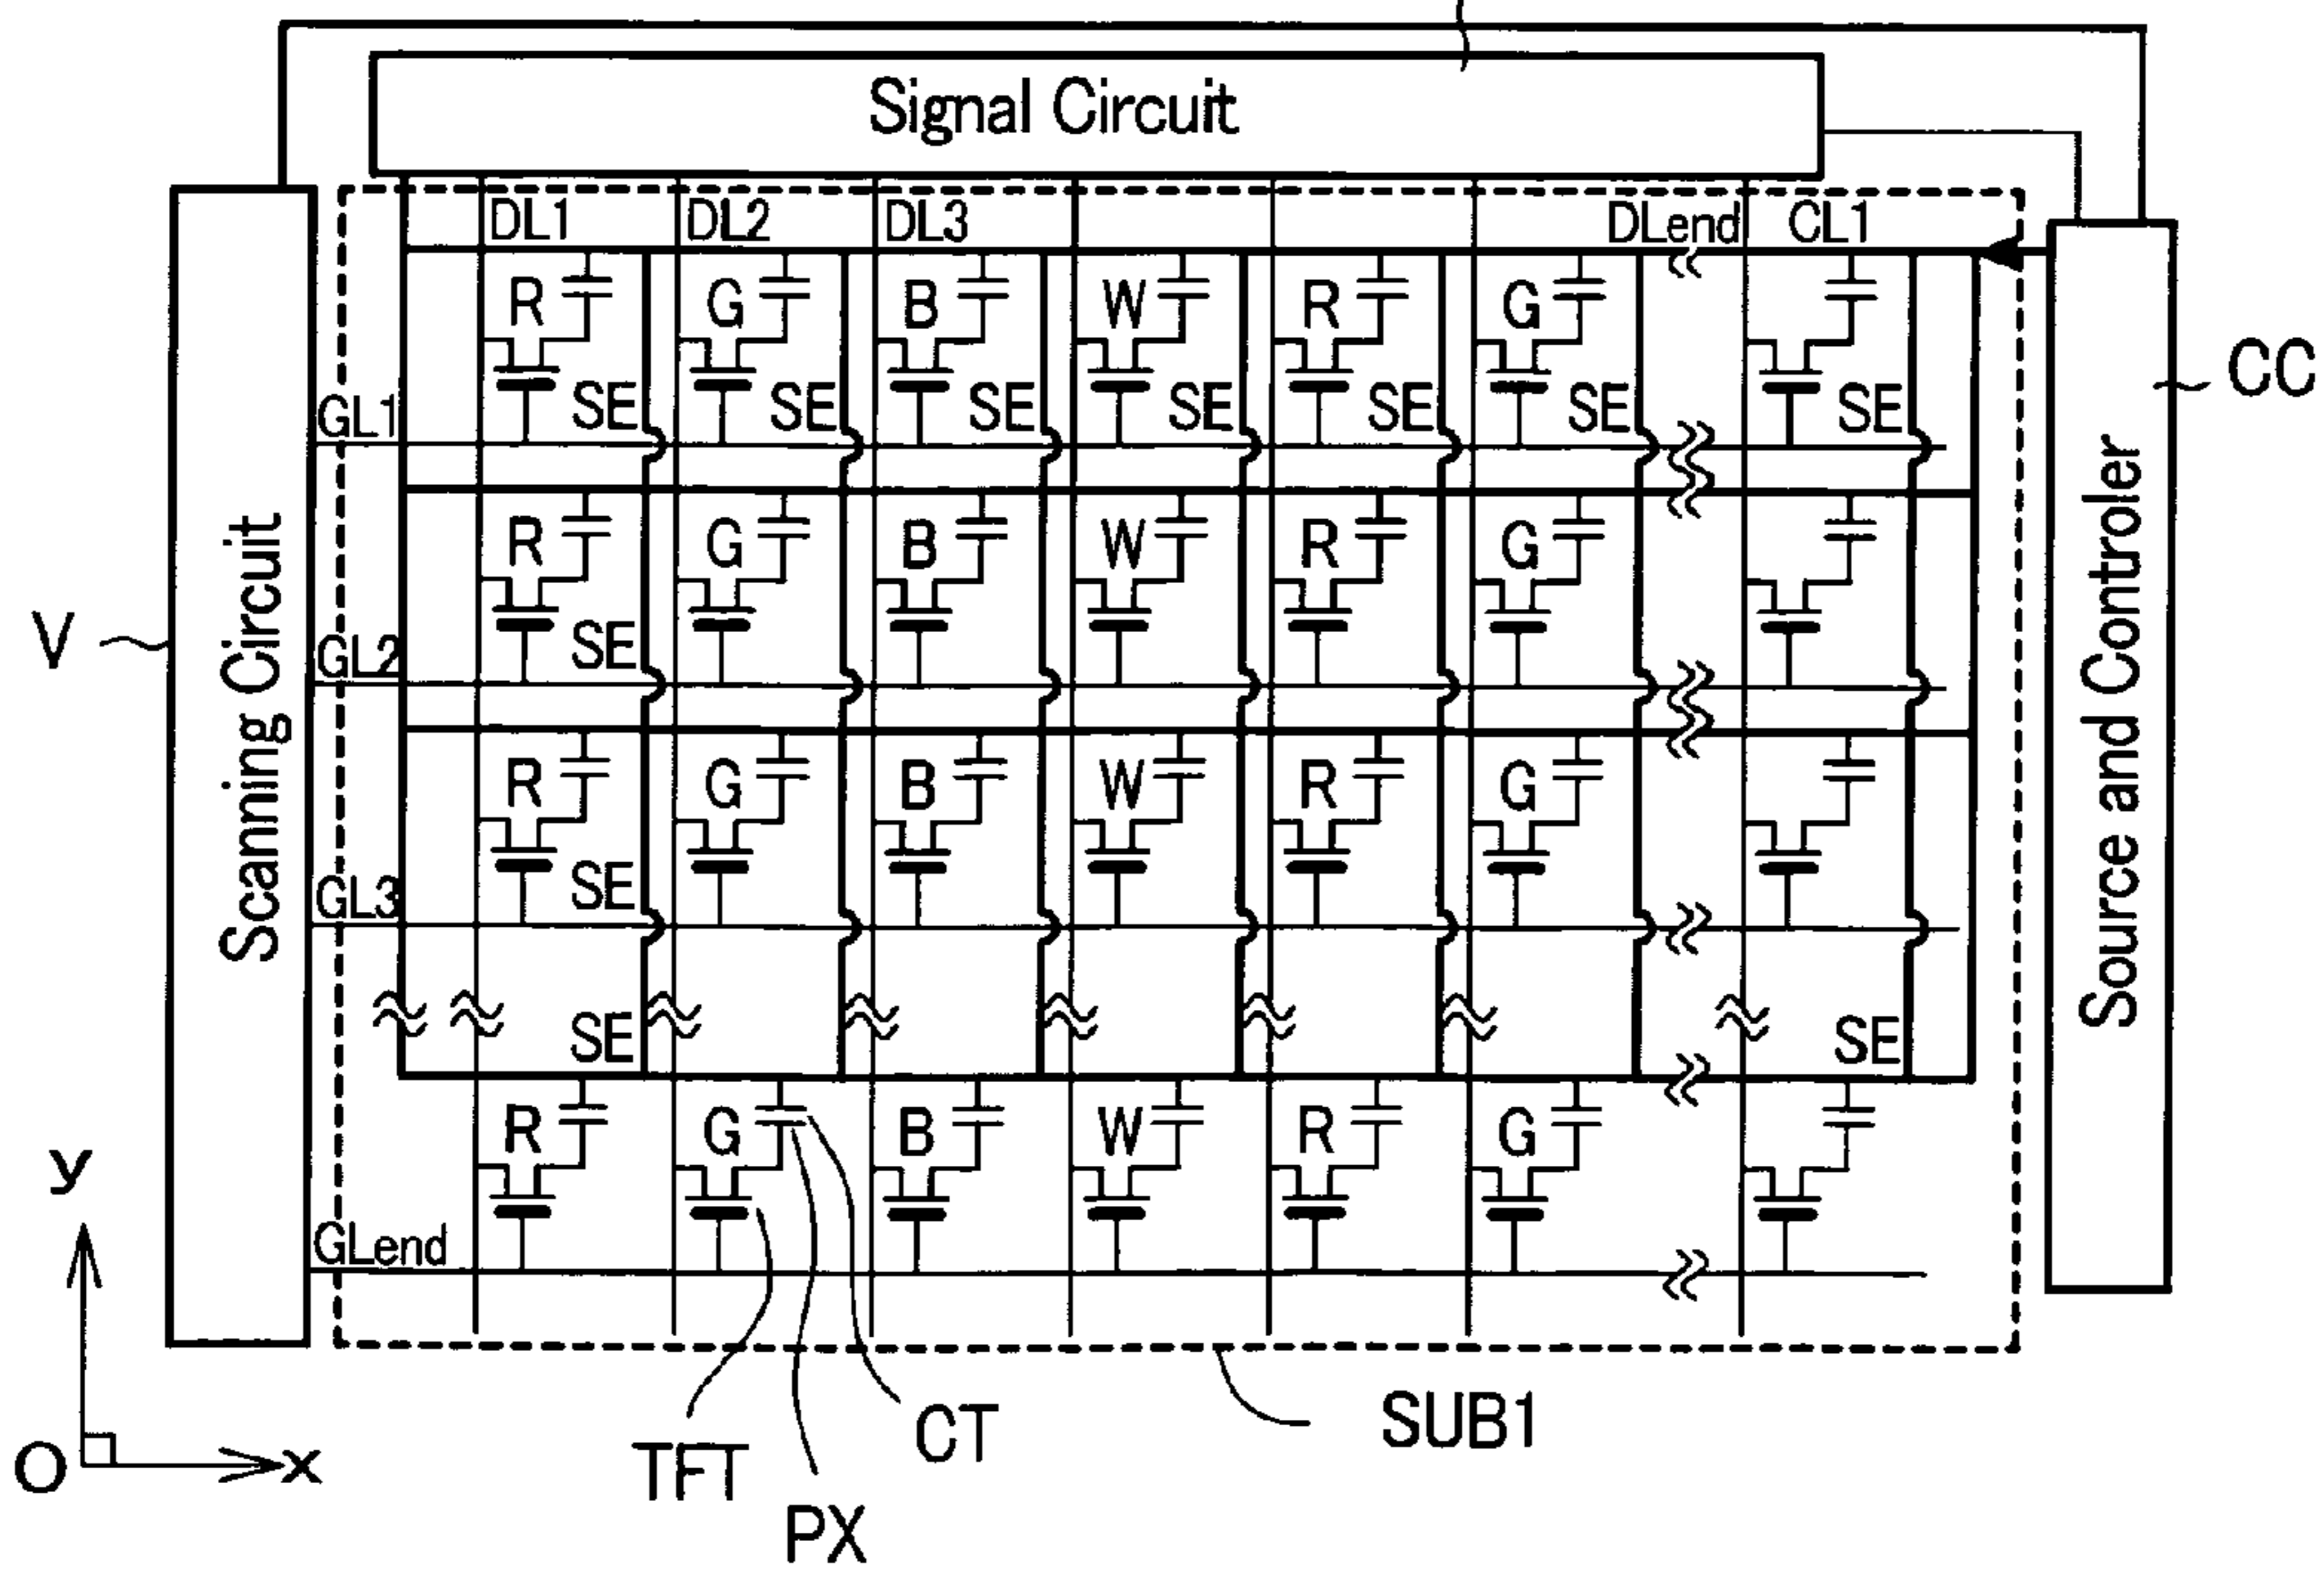 Signal Circuit
DL1 DL2 DL3 DLend CL1
R G B W R G
CC
SE SE SE SE SE SE SE
GL1
R G B W R G
V
SE
GL2
Scanning Circuit
Source and Controler
R G B W R G
SE
GL3
SE SE
R G B W R G
y
GLend
O x
TFT
PX
CT
SUB1